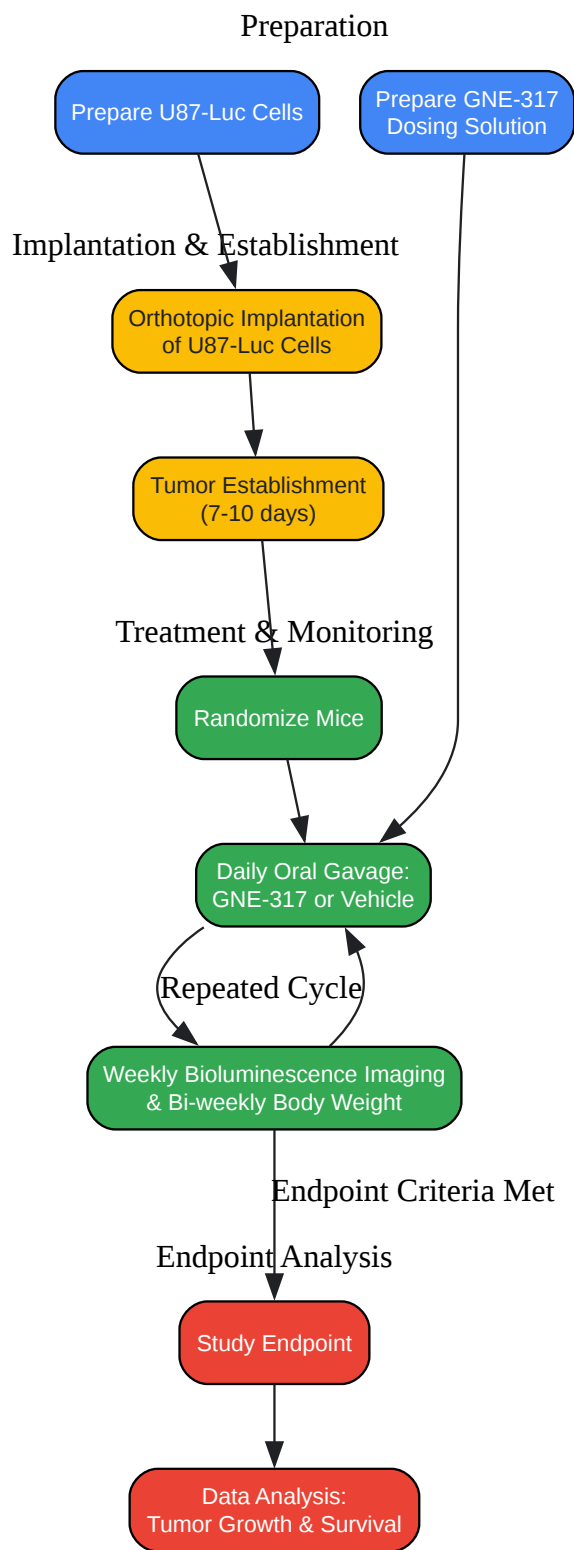 Preparation
Prepare U87-Luc Cells
Prepare GNE-317
Dosing Solution
Implantation & Establishment
Orthotopic Implantation
of U87-Luc Cells
Tumor Establishment
(7-10 days)
Treatment & Monitoring
Randomize Mice
Daily Oral Gavage:
GNE-317 or Vehicle
Repeated Cycle
Weekly Bioluminescence Imaging
& Bi-weekly Body Weight
Endpoint Criteria Met
Endpoint Analysis
Study Endpoint
Data Analysis:
Tumor Growth & Survival